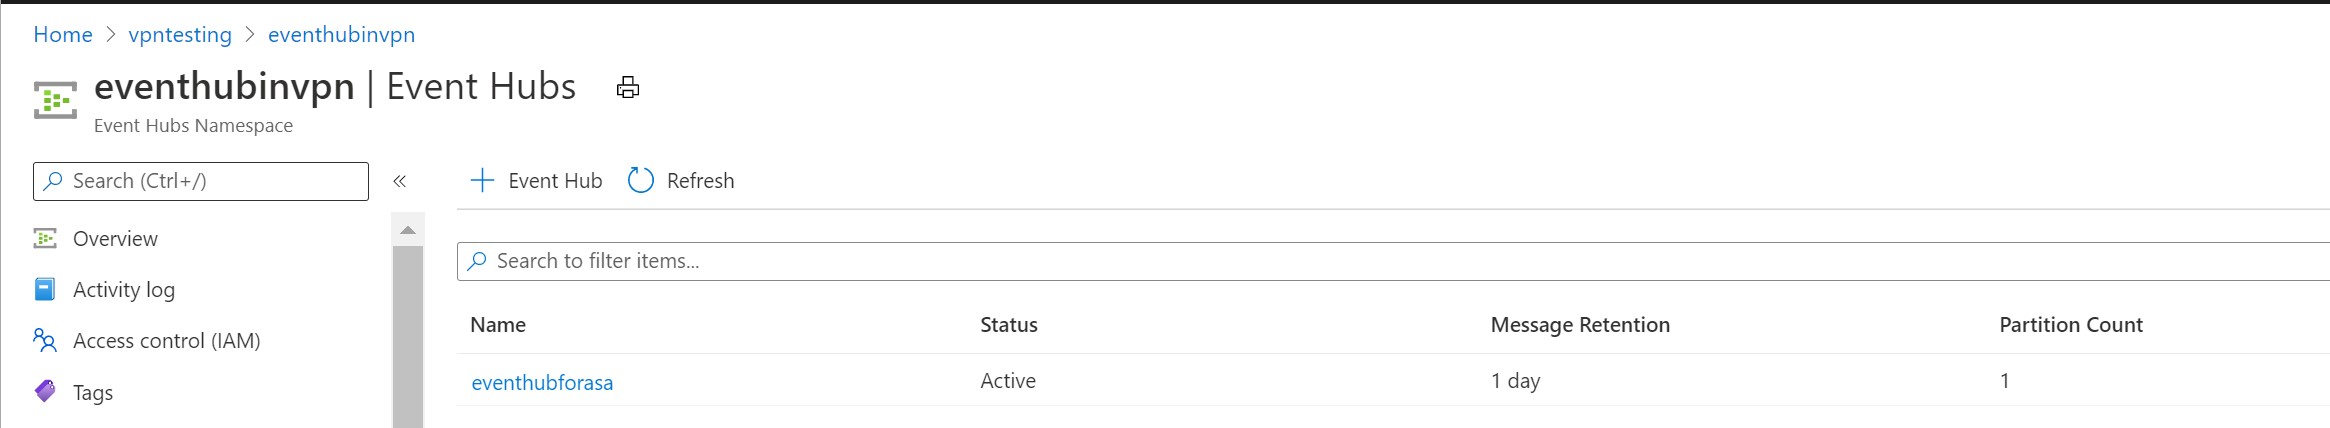 Home > vpntesting > eventhubinvpn
eventhubinvpn | Event Hubs
Event Hubs Namespace
Search (Ctrl+/) «
+ Event Hub Refresh
Overview
Search to filter items...
Activity log
Name Status Message Retention Partition Count
Access control (IAM)
eventhubforasa Active 1 day 1
Tags